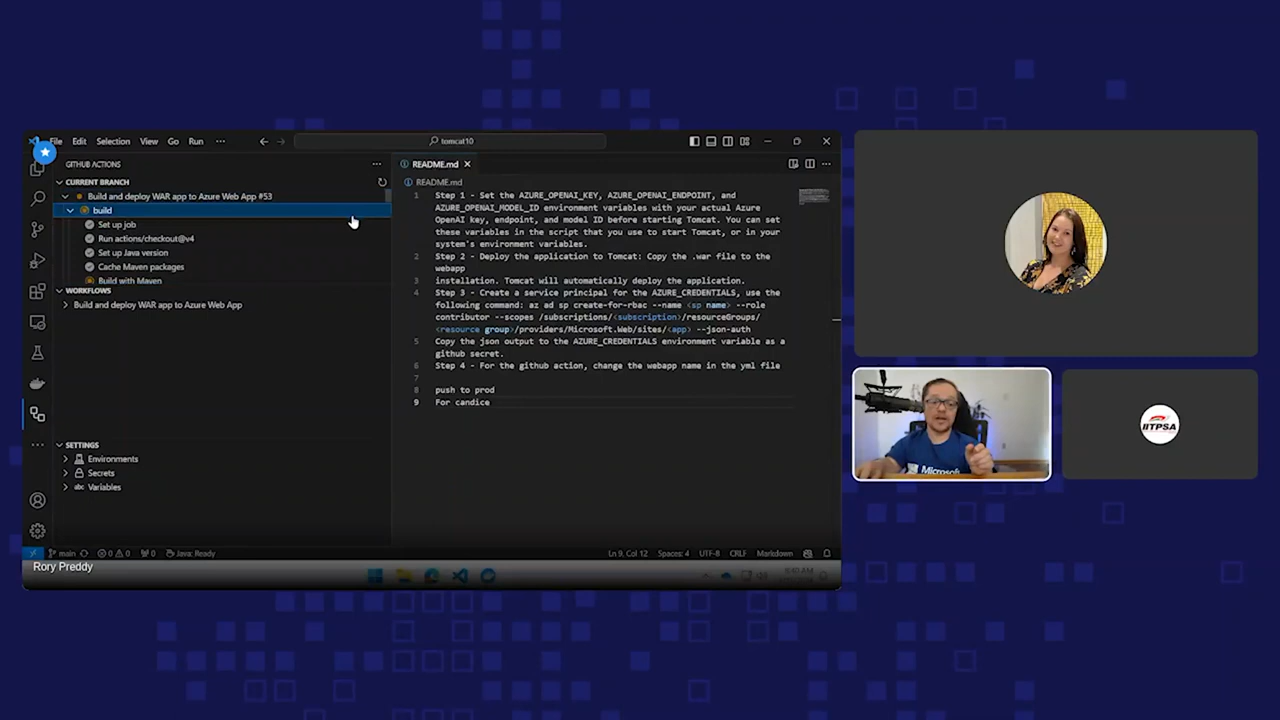 File Edit Selection View Go Run ···
tomcat10
GITHUB ACTIONS
CURRENT BRANCH
Build and deploy WAR app to Azure Web App #53
build
Set up job
Run actions/checkout@v4
Set up Java version
Cache Maven packages
Build with Maven
WORKFLOWS
Build and deploy WAR app to Azure Web App
SETTINGS
Environments
Secrets
abc Variables
README.md
README.md
1 Step 1 - Set the AZURE_OPENAI_KEY, AZURE_OPENAI_ENDPOINT, and
AZURE_OPENAI_MODEL_ID environment variables with your actual Azure
OpenAI key, endpoint, and model ID before starting Tomcat. You can set
these variables in the script that you use to start Tomcat, or in your
system's environment variables.
2 Step 2 - Deploy the application to Tomcat: Copy the .war file to the
webapp
3 installation. Tomcat will automatically deploy the application.
4 Step 3 - Create a service principal for the AZURE_CREDENTIALS, use the
following command: az ad sp create-for-rbac --name <sp name> --role
contributor --scopes /subscriptions/<subscription>/resourceGroups/
<resource group>/providers/Microsoft.Web/sites/<app> --json-auth
5 Copy the json output to the AZURE_CREDENTIALS environment variable as a
github secret.
6 Step 4 - For the github action, change the webapp name in the yml file
7
8 push to prod
9 For candice
main 0 0 0 Java: Ready
Ln 9, Col 12 Spaces: 4 UTF-8 CRLF Markdown
Rory Preddy
Microsoft
IITPSA